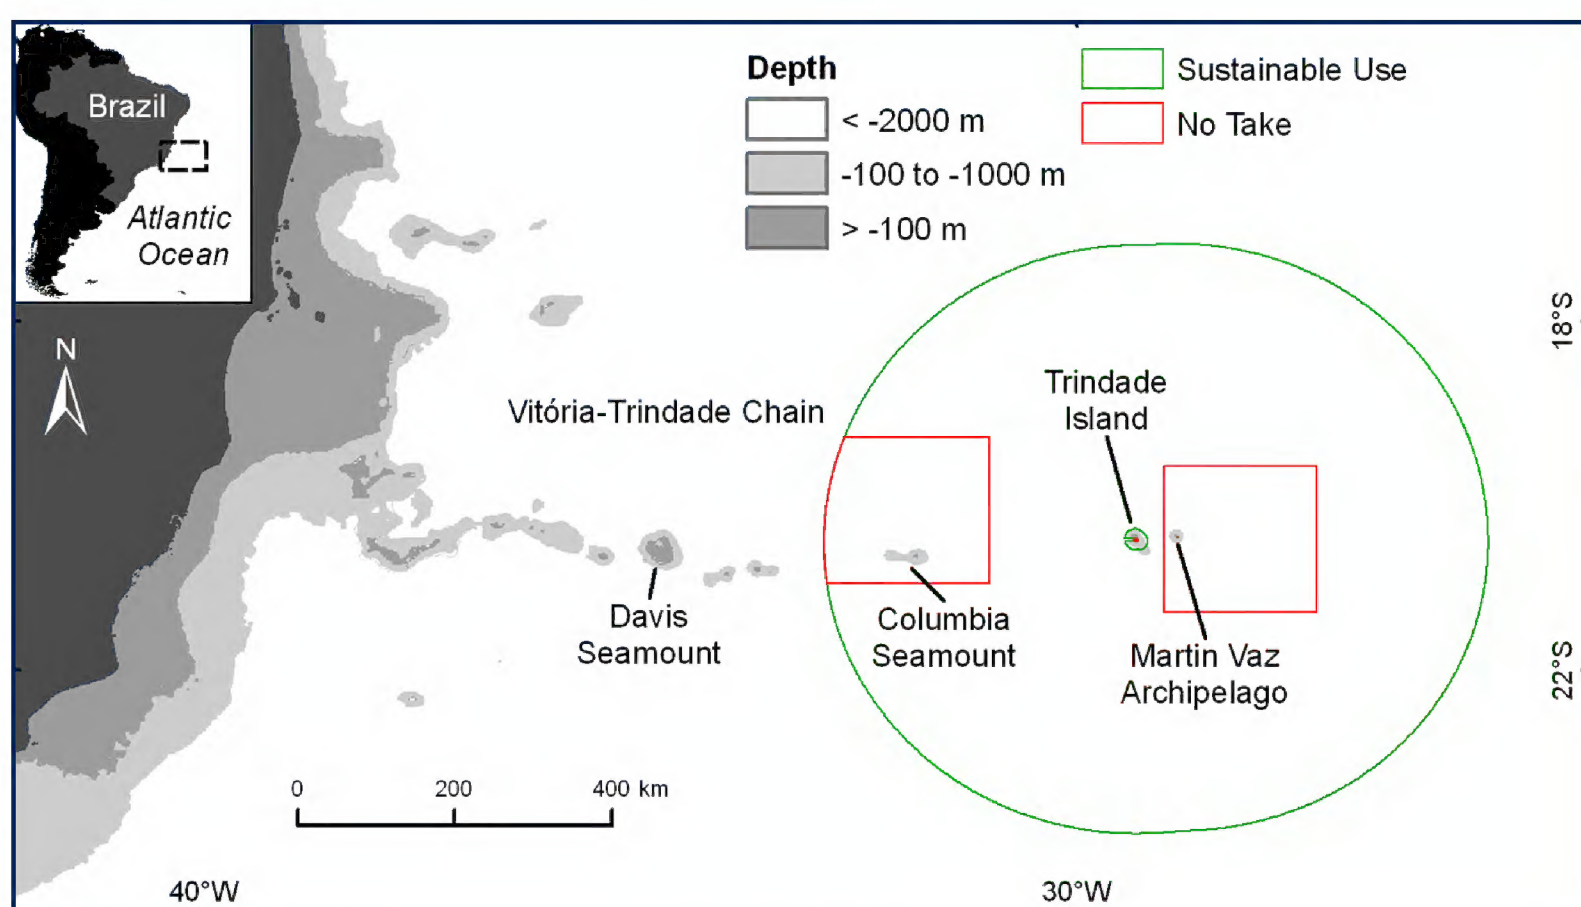 Brazil
Atlantic
Ocean
N
Depth
< -2000 m
-100 to -1000 m
> -100 m
Sustainable Use
No Take
18°S
Trindade
Island
Vitória-Trindade Chain
Davis
Seamount
Columbia
Seamount
Martin Vaz
Archipelago
22°S
0 200 400 km
40°W 30°W